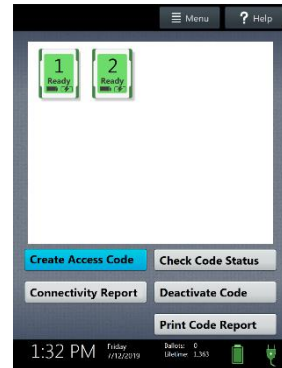 Menu ? Help
1 2
Ready Ready
Create Access Code Check Code Status
Connectivity Report Deactivate Code
Print Code Report
1:32 PM Friday Ballots: 0
7/12/2019 Lifetime: 1,363